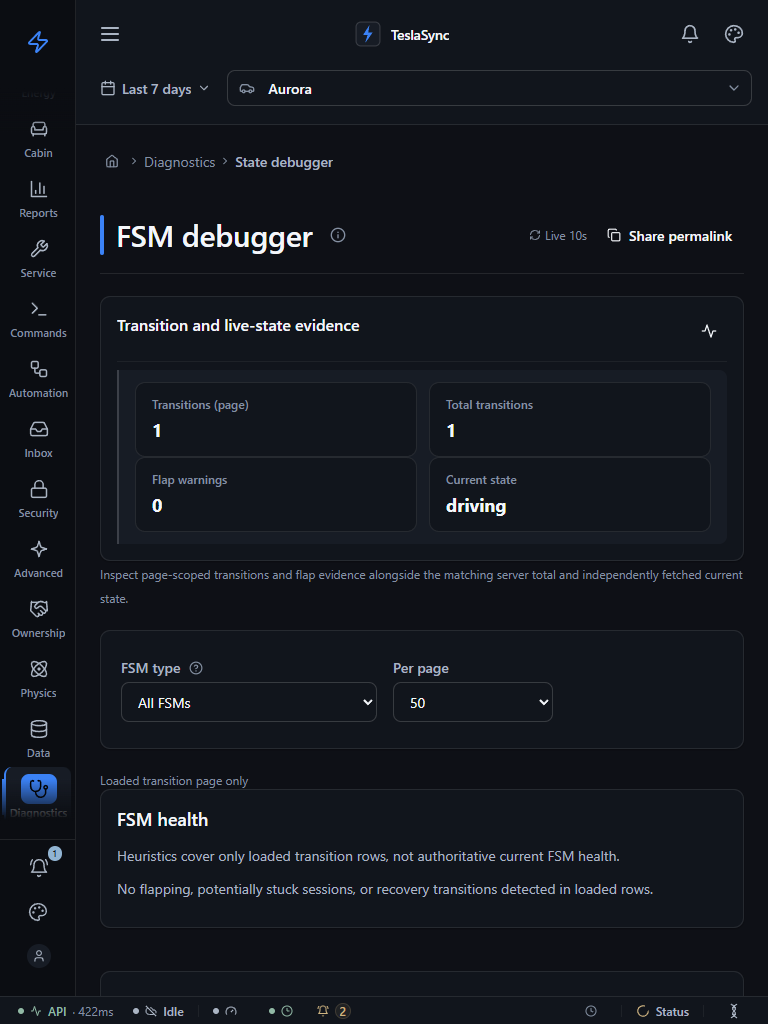 TeslaSync
Last 7 days
Aurora
Energy
Cabin
Reports
Service
Commands
Automation
Inbox
Security
Advanced
Ownership
Physics
Data
Diagnostics
1
Diagnostics
State debugger
FSM debugger
Live 10s
Share permalink
Transition and live-state evidence
Transitions (page)
1
Total transitions
1
Flap warnings
0
Current state
driving
Inspect page-scoped transitions and flap evidence alongside the matching server total and independently fetched current
state.
FSM type
All FSMs
Per page
50
Loaded transition page only
FSM health
Heuristics cover only loaded transition rows, not authoritative current FSM health.
No flapping, potentially stuck sessions, or recovery transitions detected in loaded rows.
API · 422ms
Idle
2
Status